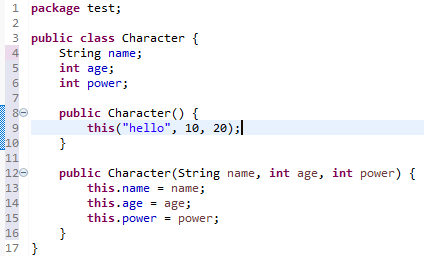 1 package test;
2
3 public class Character {
4     String name;
5     int age;
6     int power;
7
8     public Character() {
9         this("hello", 10, 20);
10     }
11
12     public Character(String name, int age, int power) {
13         this.name = name;
14         this.age = age;
15         this.power = power;
16     }
17 }